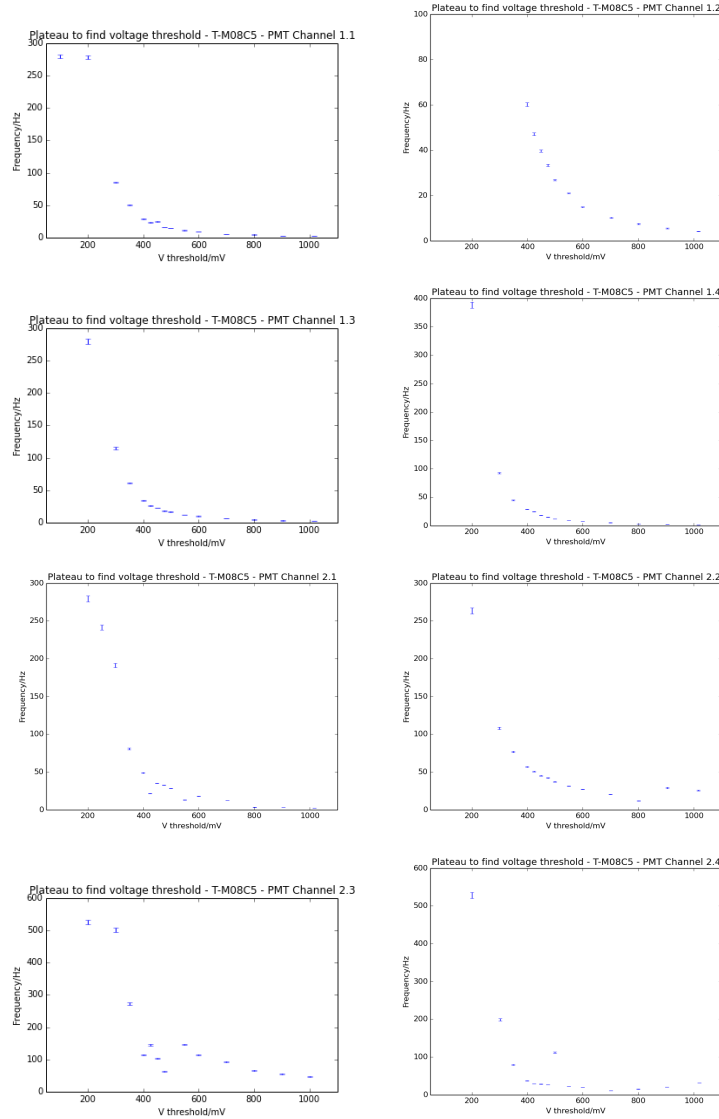 Plateau to find voltage threshold - T-M08C5 - PMT Channel 1.1
300
250
200
150
100
50
0
Frequency/Hz
200 400 600 800 1000
V threshold/mV
Plateau to find voltage threshold - T-M08C5 - PMT Channel 1.2
100
80
60
40
20
0
Frequency/Hz
200 400 600 800 1000
V threshold/mV
Plateau to find voltage threshold - T-M08C5 - PMT Channel 1.3
300
250
200
150
100
50
0
Frequency/Hz
200 400 600 800 1000
V threshold/mV
Plateau to find voltage threshold - T-M08C5 - PMT Channel 1.4
400
350
300
250
200
150
100
50
0
Frequency/Hz
200 400 600 800 1000
V threshold/mV
Plateau to find voltage threshold - T-M08C5 - PMT Channel 2.1
300
250
200
150
100
50
0
Frequency/Hz
200 400 600 800 1000
V threshold/mV
Plateau to find voltage threshold - T-M08C5 - PMT Channel 2.2
300
250
200
150
100
50
0
Frequency/Hz
200 400 600 800 1000
V threshold/mV
Plateau to find voltage threshold - T-M08C5 - PMT Channel 2.3
600
500
400
300
200
100
0
Frequency/Hz
200 400 600 800 1000
V threshold/mV
Plateau to find voltage threshold - T-M08C5 - PMT Channel 2.4
600
500
400
300
200
100
0
Frequency/Hz
200 400 600 800 1000
V threshold/mV